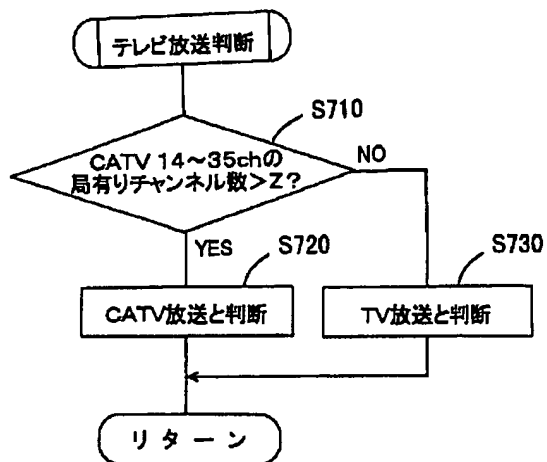 テレビ放送判断
S710
CATV 14～35chの
局有りチャンネル数＞Z？
NO
YES
S720
S730
CATV放送と判断
TV放送と判断
リターン